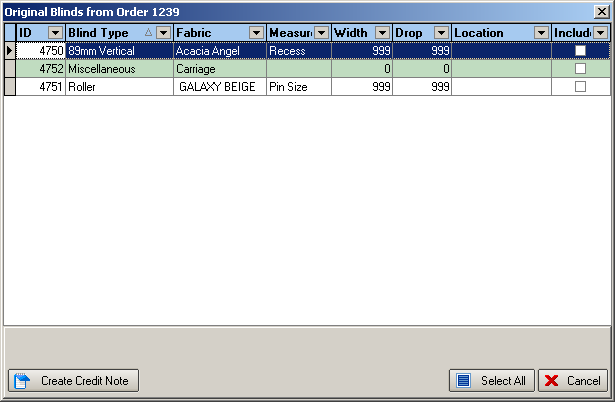 Original Blinds from Order 1239
ID Blind Type Fabric Measure Width Drop Location Include
4750 89mm Vertical Acacia Angel Recess 999 999
4752 Miscellaneous Carriage 0 0
4751 Roller GALAXY BEIGE Pin Size 999 999
Create Credit Note Select All Cancel